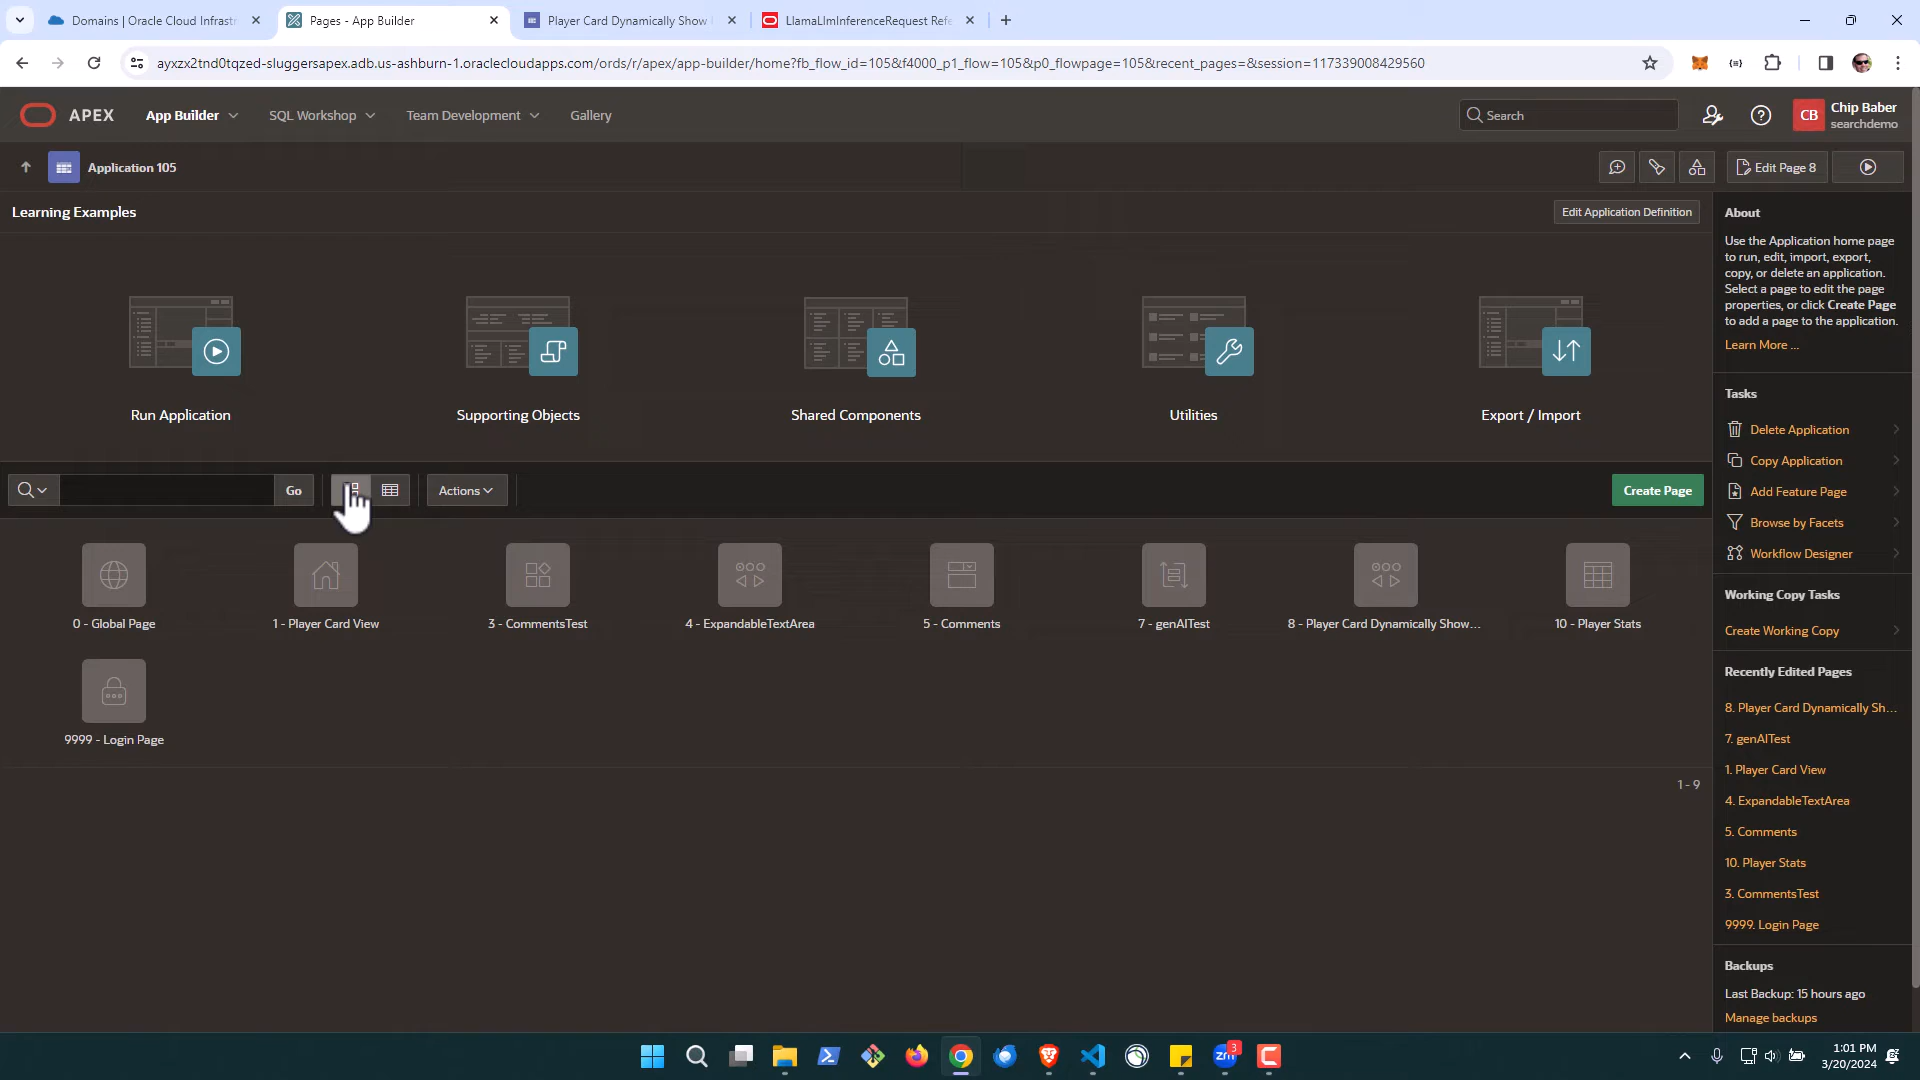 Domains | Oracle Cloud Infrastr
Pages - App Builder
Player Card Dynamically Show
LlamaLlmInferenceRequest Refe
ayxzx2tnd0tqzed-sluggersapex.adb.us-ashburn-1.oraclecloudapps.com/ords/r/apex/app-builder/home?fb_flow_id=105&f4000_p1_flow=105&p0_flowpage=105&recent_pages=&session=117339008429560
APEX
App Builder
SQL Workshop
Team Development
Gallery
Search
CB
Chip Baber
searchdemo
Application 105
Edit Page 8
Learning Examples
Edit Application Definition
Run Application
Supporting Objects
Shared Components
Utilities
Export / Import
Go
Actions
Create Page
0 - Global Page
1 - Player Card View
3 - CommentsTest
4 - ExpandableTextArea
5 - Comments
7 - genAITest
8 - Player Card Dynamically Show...
10 - Player Stats
9999 - Login Page
1 - 9
About
Use the Application home page
to run, edit, import, export,
copy, or delete an application.
Select a page to edit the page
properties, or click Create Page
to add a page to the application.
Learn More ...
Tasks
Delete Application
Copy Application
Add Feature Page
Browse by Facets
Workflow Designer
Working Copy Tasks
Create Working Copy
Recently Edited Pages
8. Player Card Dynamically Sh...
7. genAITest
1. Player Card View
4. ExpandableTextArea
5. Comments
10. Player Stats
3. CommentsTest
9999. Login Page
Backups
Last Backup: 15 hours ago
Manage backups
zm
3
1:01 PM
3/20/2024